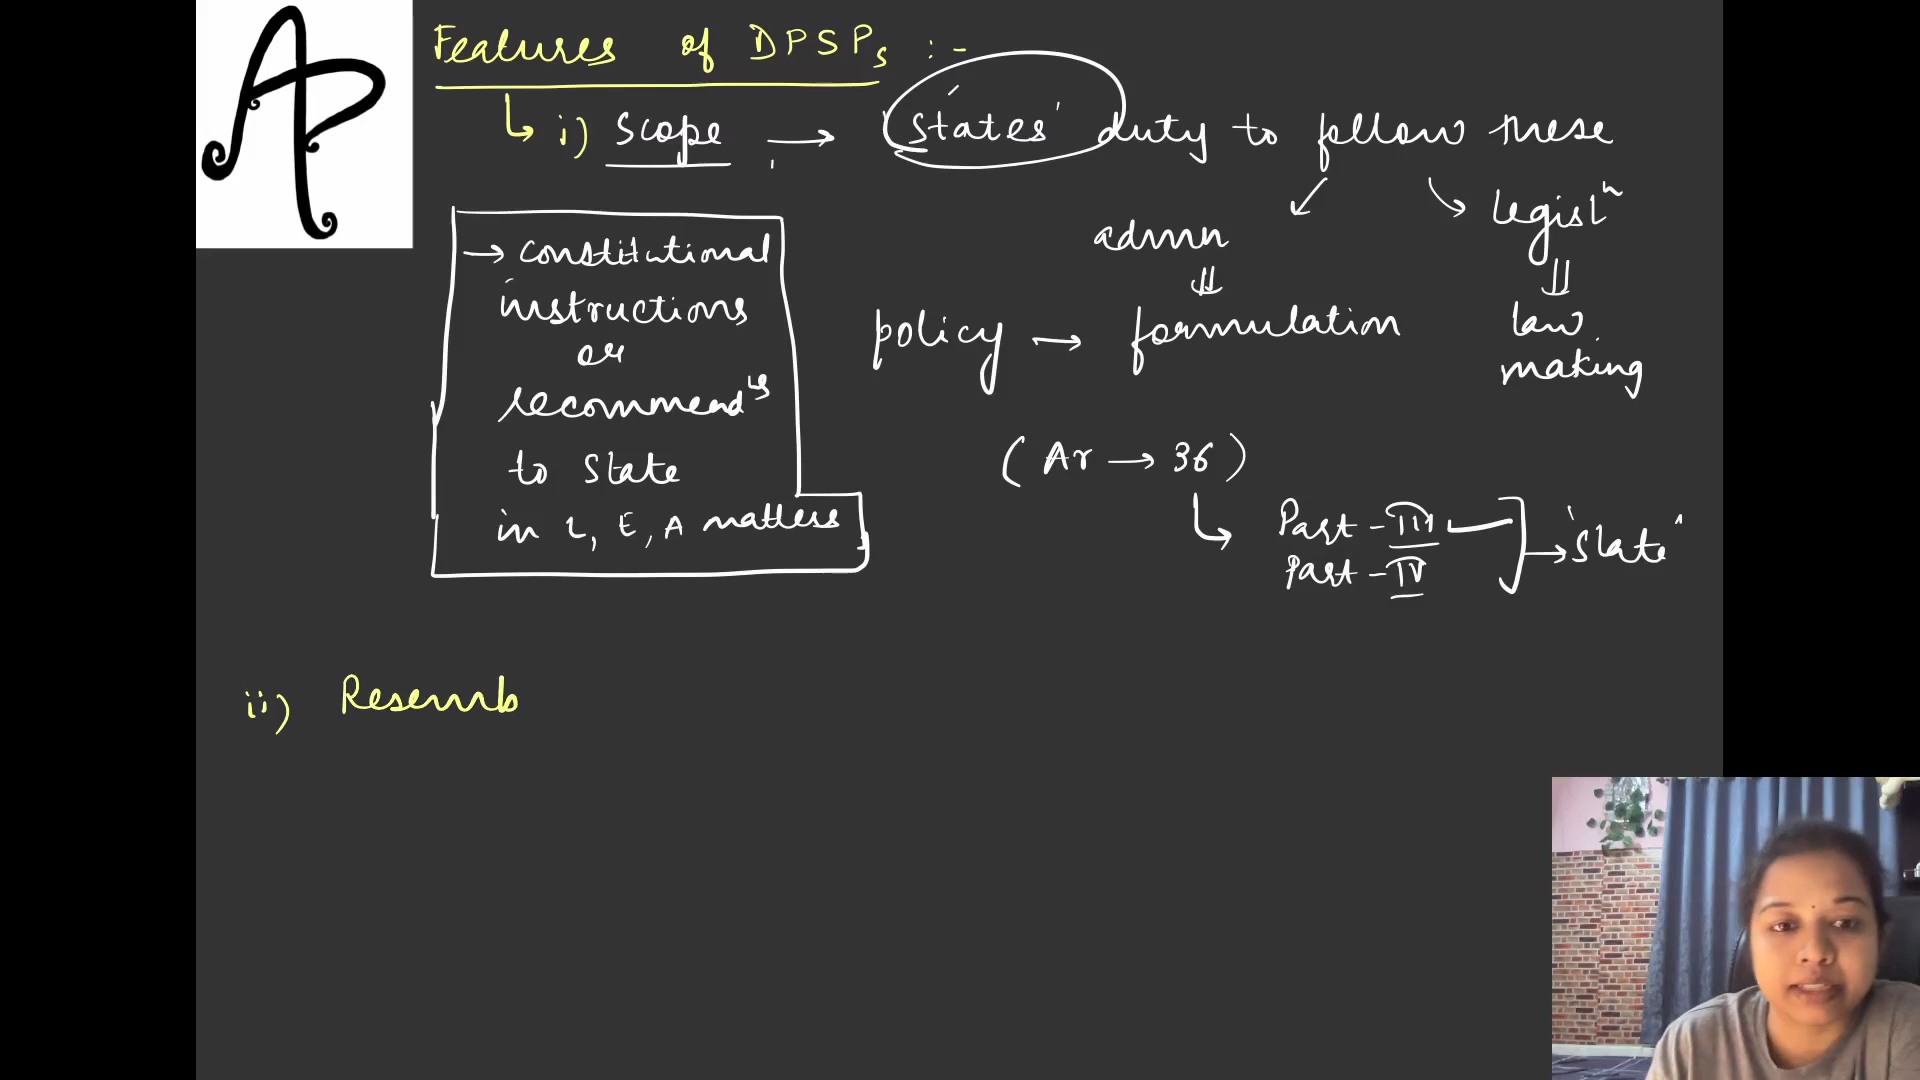 AP
Features of DPSPs :-
i) Scope → 'states' duty to follow these
admn
legisl^n
policy → formulation
law making
→ constitutional
instructions
or
recommend^ns
to state
in L, E, A matters
(Ar → 36)
Part - III
Part - IV
→ 'state'
ii) Resemb